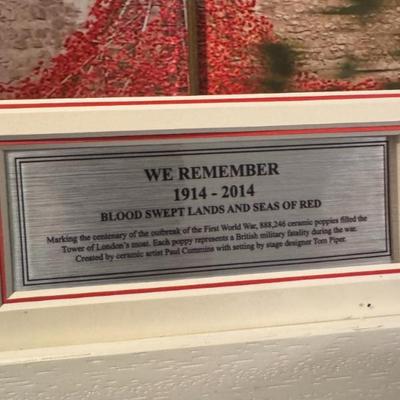 WE REMEMBER
1914 - 2014
BLOOD SWEPT LANDS AND SEAS OF RED
Marking the centenary of the outbreak of the First World War, 888,246 ceramic poppies filled the
Tower of London's moat. Each poppy represents a British military fatality during the war.
Created by ceramic artist Paul Cummins with setting by stage designer Tom Piper.